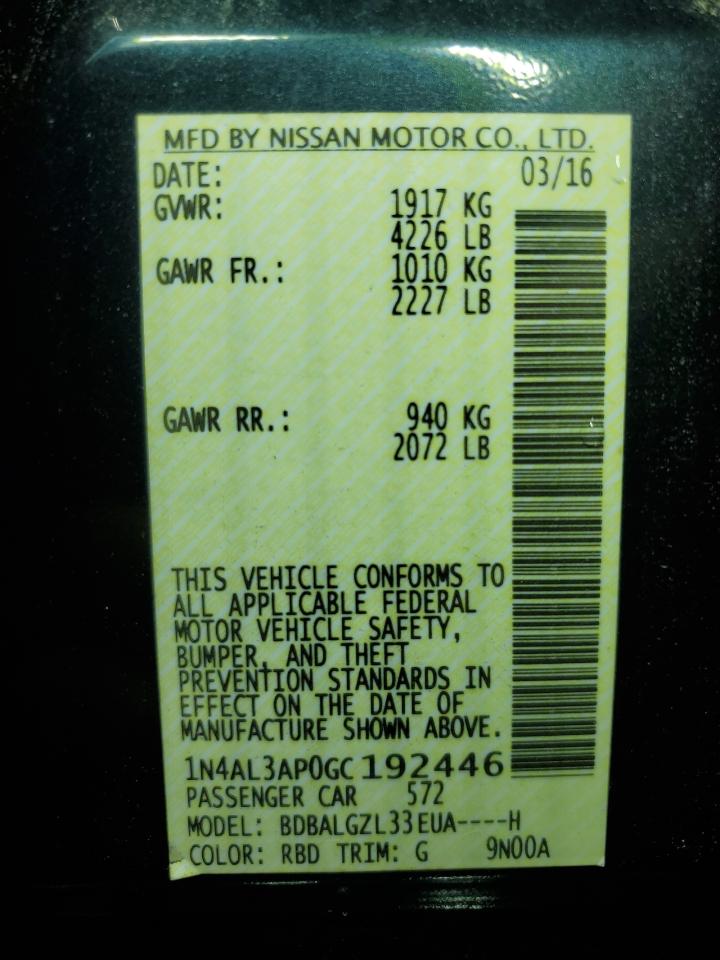 MFD BY NISSAN MOTOR CO., LTD.
DATE: 03/16
GVWR: 1917 KG
4226 LB
GAWR FR.: 1010 KG
2227 LB
GAWR RR.: 940 KG
2072 LB
THIS VEHICLE CONFORMS TO
ALL APPLICABLE FEDERAL
MOTOR VEHICLE SAFETY,
BUMPER, AND THEFT
PREVENTION STANDARDS IN
EFFECT ON THE DATE OF
MANUFACTURE SHOWN ABOVE.
1N4AL3AP0GC192446
PASSENGER CAR 572
MODEL: BDBALGZL33EUA----H
COLOR: RBD TRIM: G 9N00A